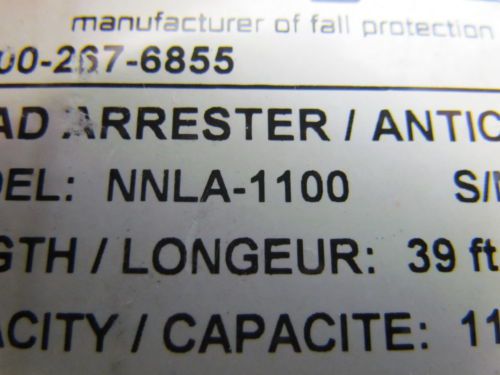 manufacturer of fall protection
00-267-6855
AD ARRESTER / ANTIC
DEL: NNLA-1100 S/
GTH / LONGEUR: 39 ft.
ACITY / CAPACITE: 11